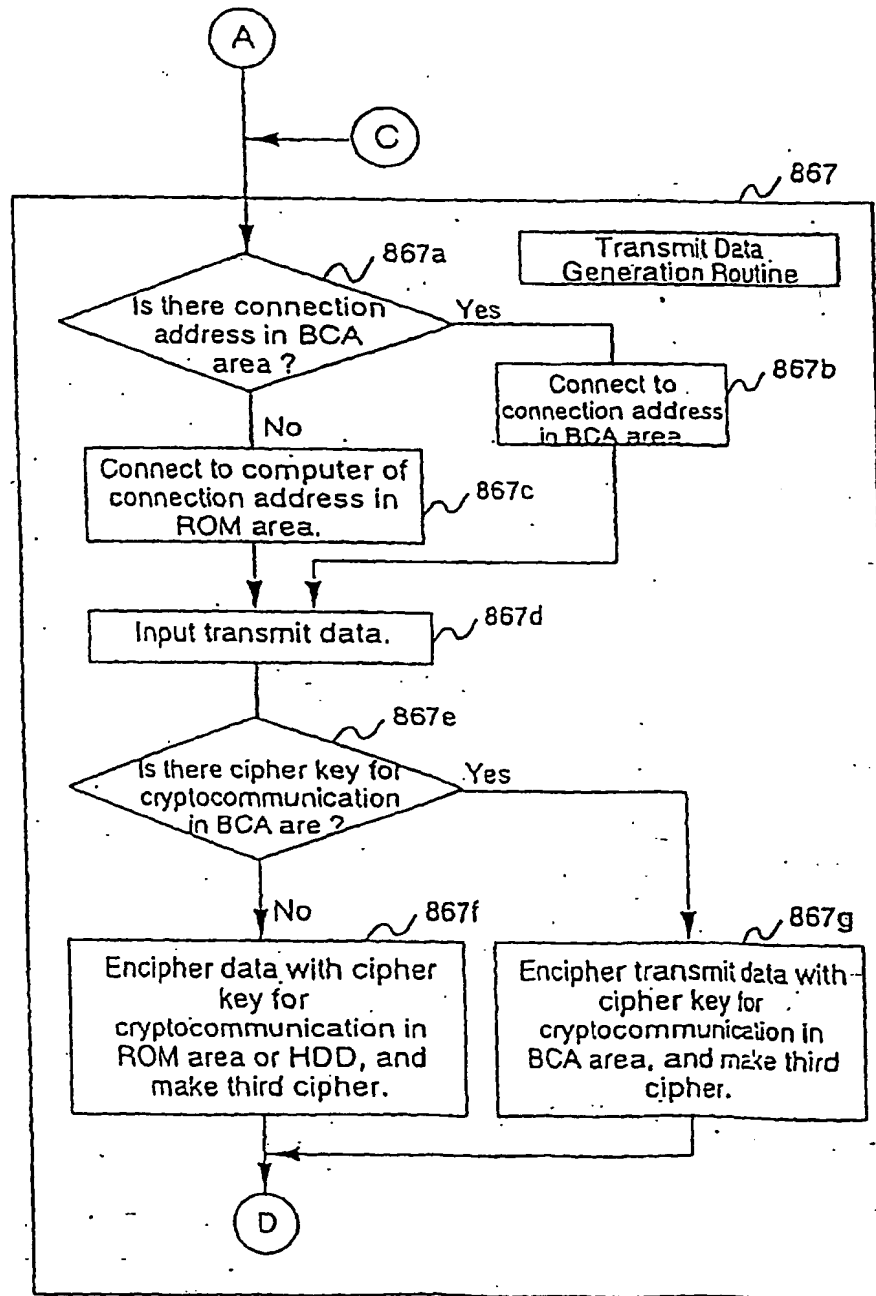 A
C
867
Transmit Data
Generation Routine
867a
Is there connection
address in BCA
area ?
Yes
867b
Connect to
connection address
in BCA area
No
Connect to computer of
connection address in
ROM area.
867c
Input transmit data.
867d
867e
Is there cipher key for
cryptocommunication
in BCA are ?
Yes
No
867f
Encipher data with cipher
key for
cryptocommunication in
ROM area or HDD, and
make third cipher.
867g
Encipher transmit data with
cipher key for
cryptocommunication in
BCA area, and make third
cipher.
D